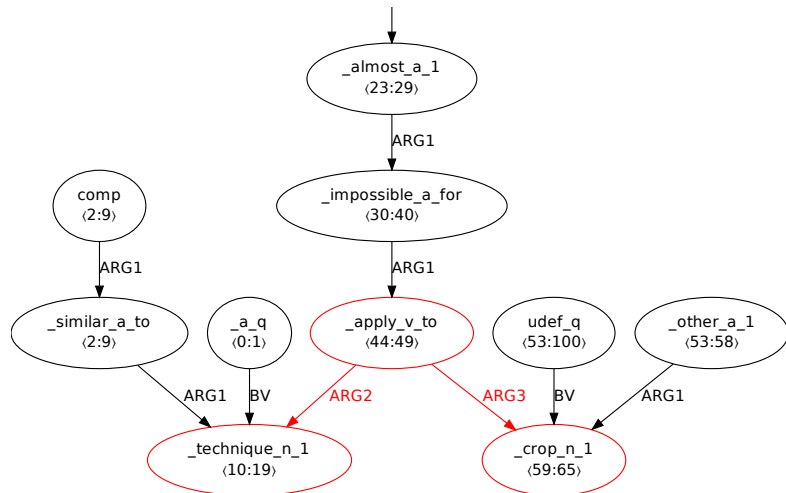 _almost_a_1
⟨23:29⟩
ARG1
comp
⟨2:9⟩
_impossible_a_for
⟨30:40⟩
ARG1
ARG1
_similar_a_to
⟨2:9⟩
_a_q
⟨0:1⟩
_apply_v_to
⟨44:49⟩
udef_q
⟨53:100⟩
_other_a_1
⟨53:58⟩
ARG1
BV
ARG2
ARG3
BV
ARG1
_technique_n_1
⟨10:19⟩
_crop_n_1
⟨59:65⟩